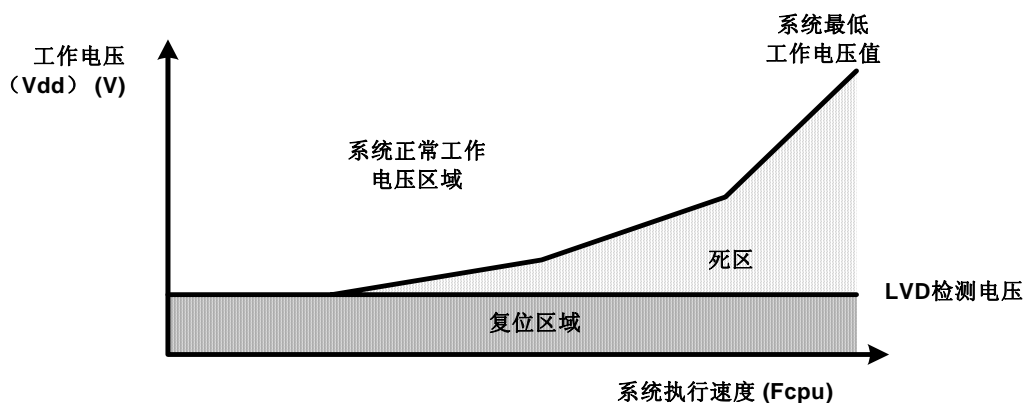 系统最低
工作电压值
工作电压
（Vdd） (V)
系统正常工作
电压区域
死区
LVD检测电压
复位区域
系统执行速度 (Fcpu)